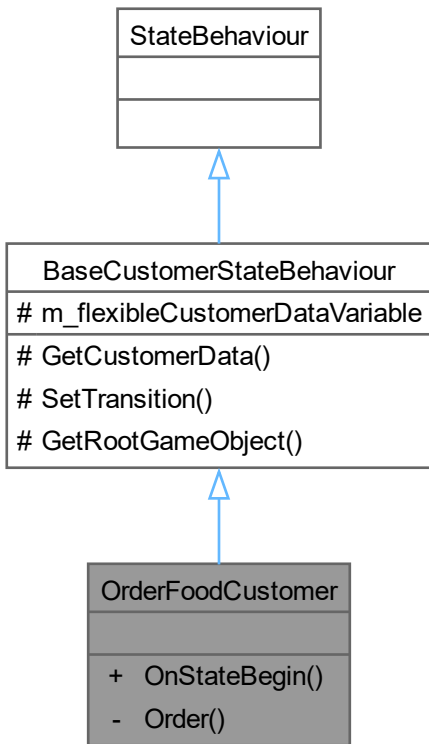 StateBehaviour
BaseCustomerStateBehaviour
# m_flexibleCustomerDataVariable
# GetCustomerData()
# SetTransition()
# GetRootGameObject()
OrderFoodCustomer
+ OnStateBegin()
- Order()